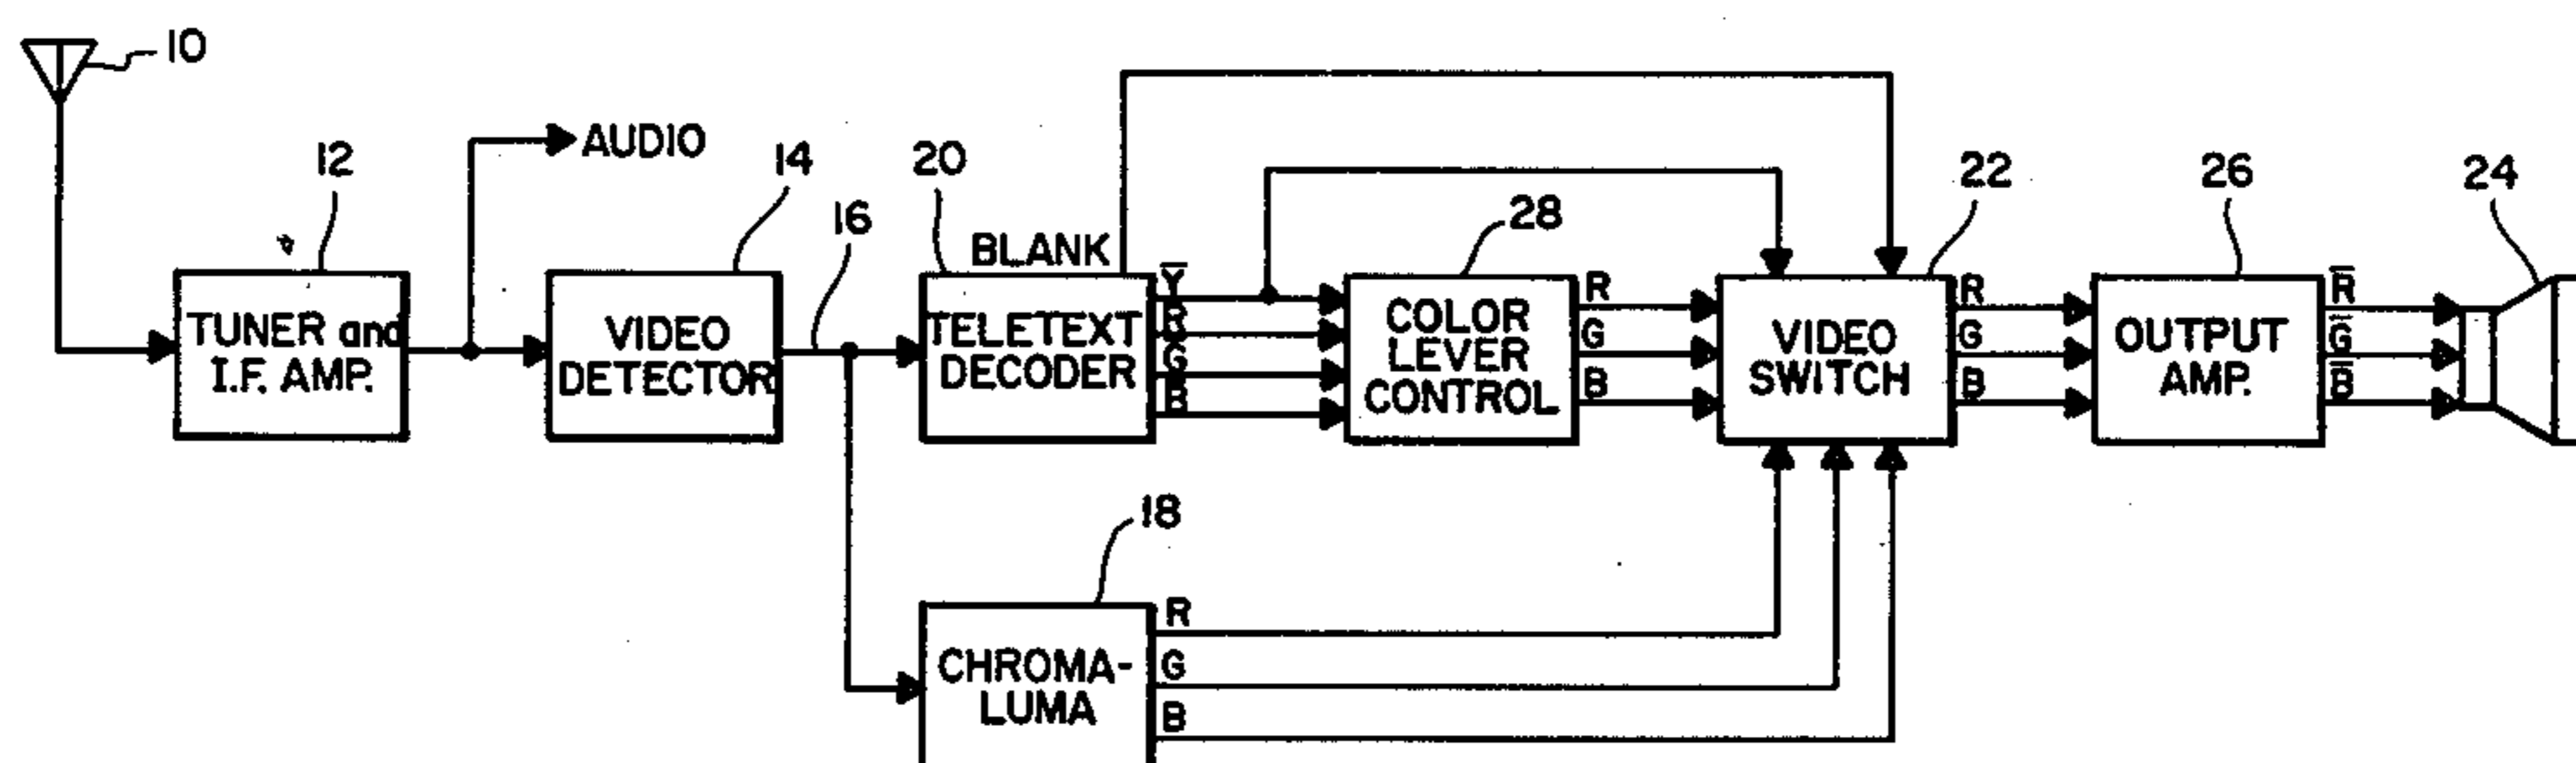 10
AUDIO
12
14
16
20
28
22
26
24
BLANK
TUNER and
I.F. AMP.
VIDEO
DETECTOR
TELETEXT
DECODER
Y̅
R
G
B
COLOR
LEVER
CONTROL
R
G
B
VIDEO
SWITCH
R
G
B
OUTPUT
AMP.
R̅
G̅
B̅
18
CHROMA-
LUMA
R
G
B